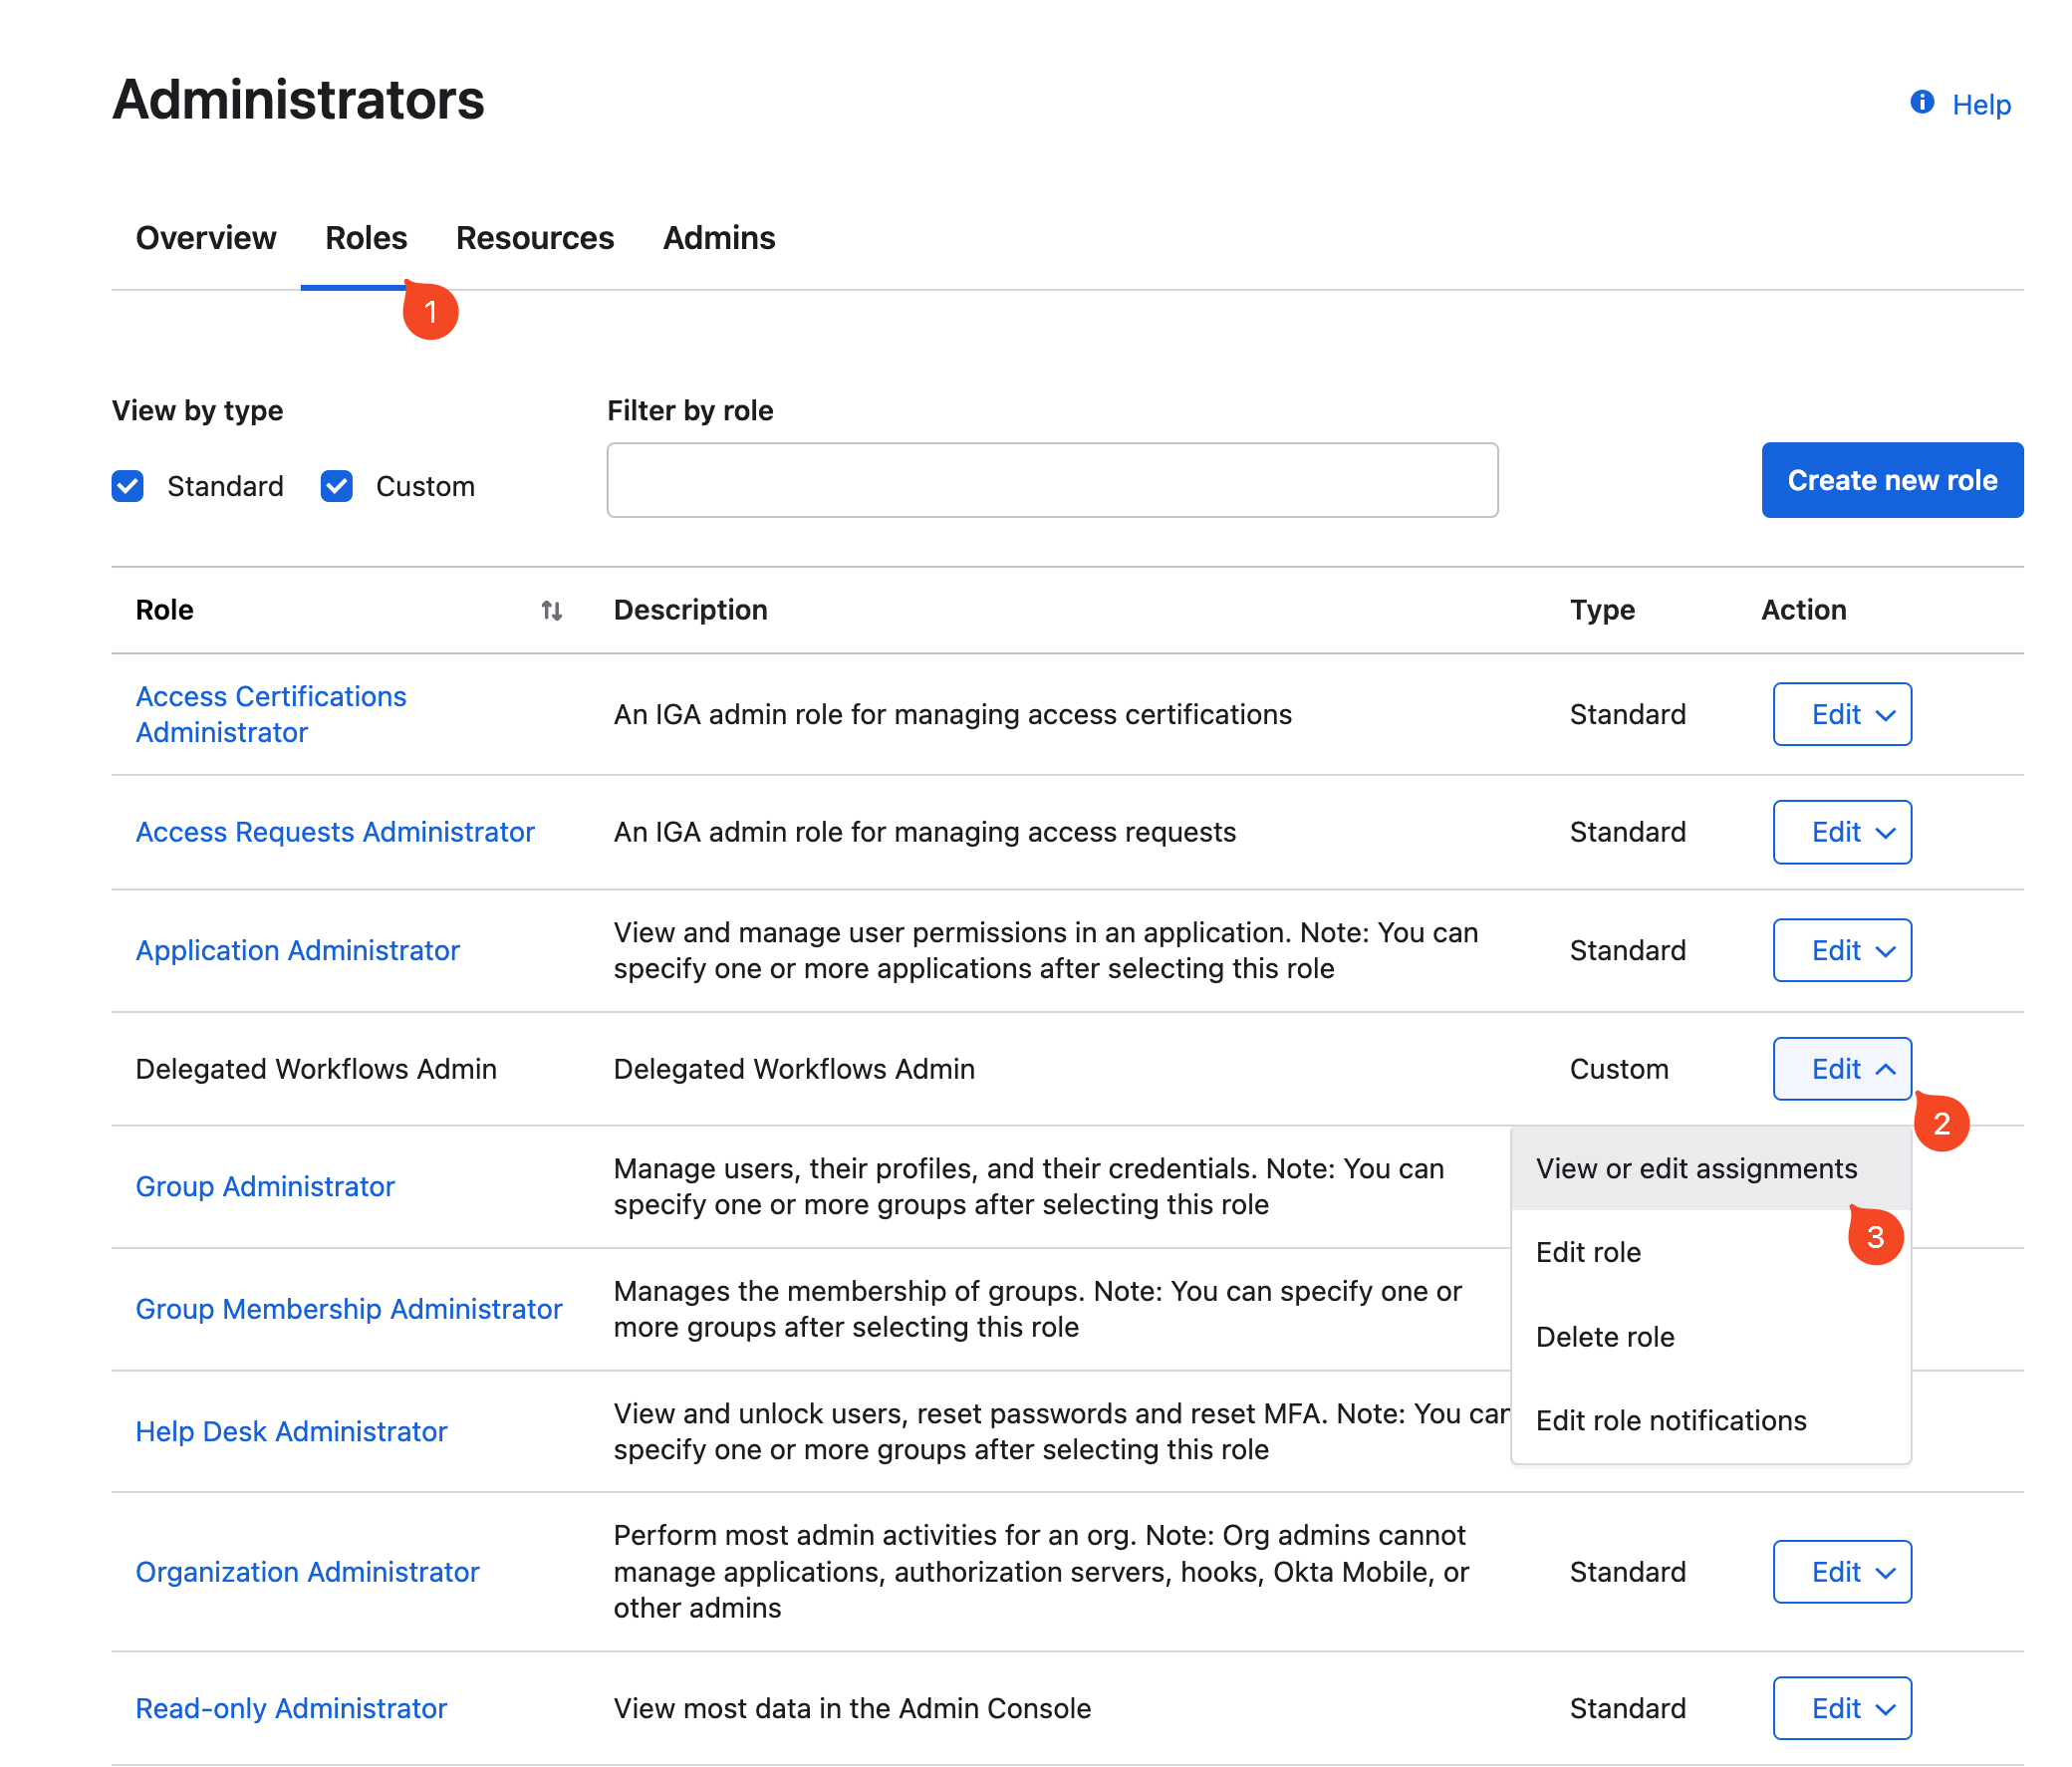 Administrators
Help
Overview Roles Resources Admins
1
View by type
Filter by role
Standard Custom
Create new role
Role Description Type Action
Access Certifications
Administrator
An IGA admin role for managing access certifications
Standard
Edit
Access Requests Administrator
An IGA admin role for managing access requests
Standard
Edit
Application Administrator
View and manage user permissions in an application. Note: You can
specify one or more applications after selecting this role
Standard
Edit
Delegated Workflows Admin
Delegated Workflows Admin
Custom
Edit
2
View or edit assignments
3
Edit role
Delete role
Edit role notifications
Group Administrator
Manage users, their profiles, and their credentials. Note: You can
specify one or more groups after selecting this role
Group Membership Administrator
Manages the membership of groups. Note: You can specify one or
more groups after selecting this role
Help Desk Administrator
View and unlock users, reset passwords and reset MFA. Note: You can
specify one or more groups after selecting this role
Organization Administrator
Perform most admin activities for an org. Note: Org admins cannot
manage applications, authorization servers, hooks, Okta Mobile, or
other admins
Standard
Edit
Read-only Administrator
View most data in the Admin Console
Standard
Edit